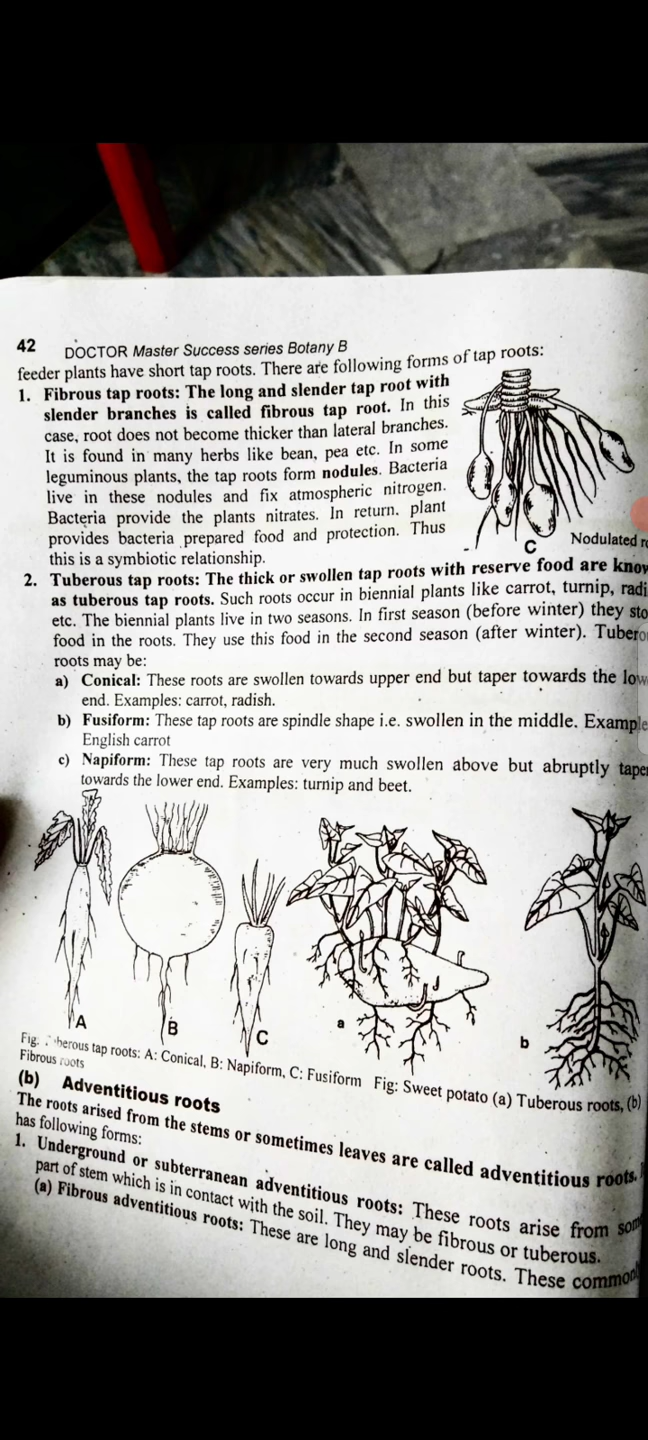 42 DOCTOR Master Success series Botany B
feeder plants have short tap roots. There are following forms of tap roots:
1. Fibrous tap roots: The long and slender tap root with
slender branches is called fibrous tap root. In this
case, root does not become thicker than lateral branches.
It is found in many herbs like bean, pea etc. In some
leguminous plants, the tap roots form nodules. Bacteria
live in these nodules and fix atmospheric nitrogen.
Bacteria provide the plants nitrates. In return. plant
provides bacteria prepared food and protection. Thus
this is a symbiotic relationship.
C Nodulated
2. Tuberous tap roots: The thick or swollen tap roots with reserve food are
as tuberous tap roots. Such roots occur in biennial plants like carrot, turnip,
etc. The biennial plants live in two seasons. In first season (before winter) they
food in the roots. They use this food in the second season (after winter).
roots may be:
a) Conical: These roots are swollen towards upper end but taper towards the
end. Examples: carrot, radish.
b) Fusiform: These tap roots are spindle shape i.e. swollen in the middle.
English carrot
c) Napiform: These tap roots are very much swollen above but abruptly
towards the lower end. Examples: turnip and beet.
A B C a b
Fig. tap roots: A: Conical, B: Napiform, C: Fusiform Fig: Sweet potato (a) Tuberous roots, (b)
Fibrous roots
(b) Adventitious roots
The roots arised from the stems or sometimes leaves are called adventitious roots.
has following forms:
1. Underground or subterranean adventitious roots: These roots arise from
part of stem which is in contact with the soil. They may be fibrous or tuberous.
(a) Fibrous adventitious roots: These are long and slender roots. These